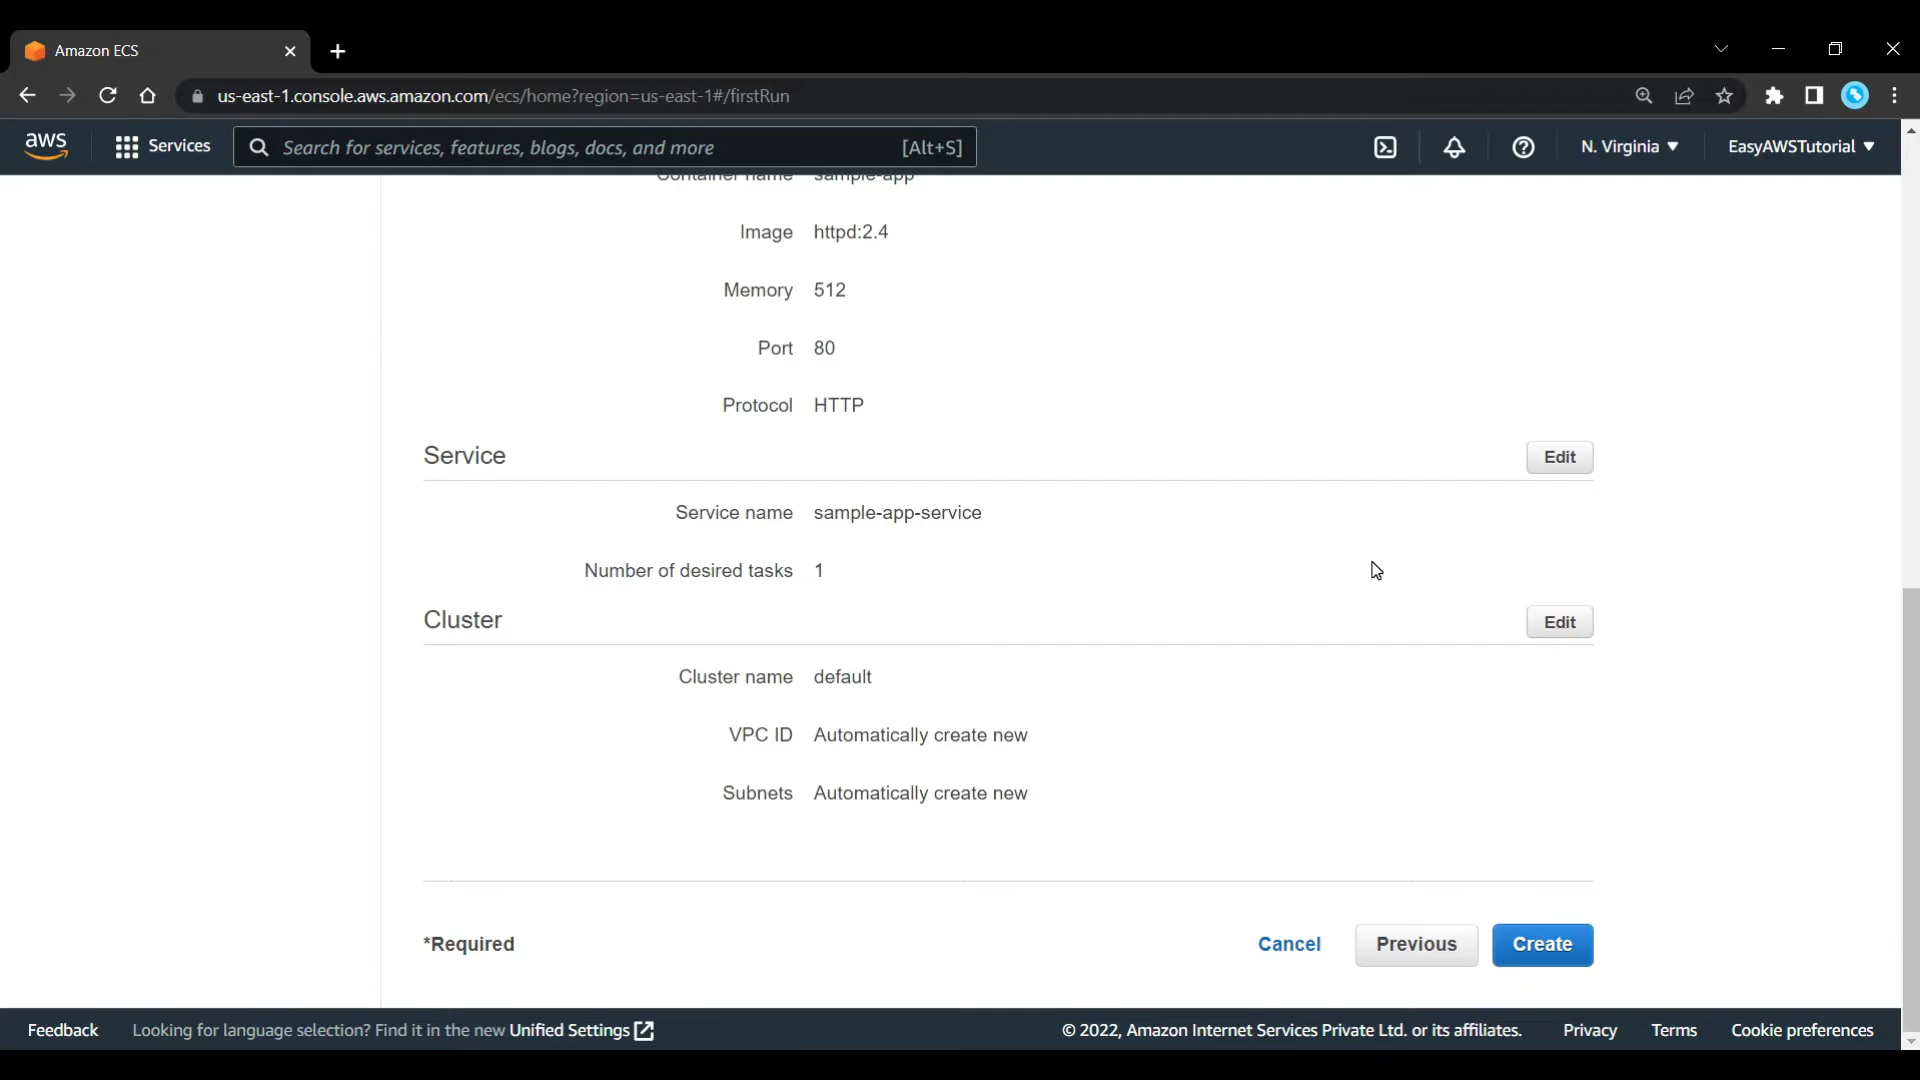 Amazon ECS
us-east-1.console.aws.amazon.com/ecs/home?region=us-east-1#/firstRun
aws Services Search for services, features, blogs, docs, and more [Alt+S] N. Virginia EasyAWSTutorial
Container name sample-app
Image httpd:2.4
Memory 512
Port 80
Protocol HTTP
Service Edit
Service name sample-app-service
Number of desired tasks 1
Cluster Edit
Cluster name default
VPC ID Automatically create new
Subnets Automatically create new
*Required Cancel Previous Create
Feedback Looking for language selection? Find it in the new Unified Settings © 2022, Amazon Internet Services Private Ltd. or its affiliates. Privacy Terms Cookie preferences